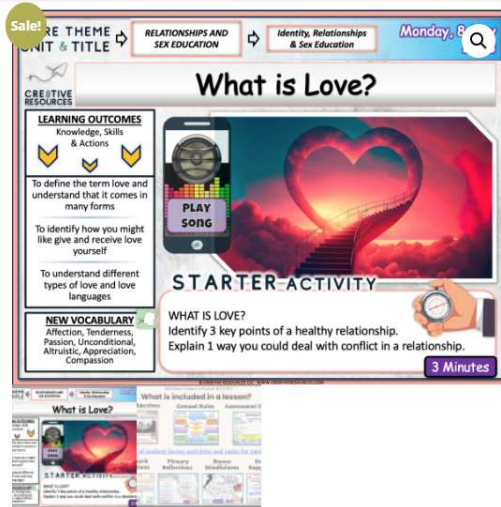 Sale!
RE THEME
NIT & TITLE
RELATIONSHIPS AND
SEX EDUCATION
Identity, Relationships
& Sex Education
Monday, 8
CRE8TIVE
RESOURCES
What is Love?
LEARNING OUTCOMES
Knowledge, Skills
& Actions
To define the term love and
understand that it comes in
many forms
To identify how you might
like give and receive love
yourself
To understand different
types of love and love
languages
NEW VOCABULARY
Affection, Tenderness,
Passion, Unconditional,
Altruistic, Appreciation,
Compassion
PLAY
SONG
STARTER ACTIVITY
WHAT IS LOVE?
Identify 3 key points of a healthy relationship.
Explain 1 way you could deal with conflict in a relationship.
3 Minutes
What is Love?
What is included in a lesson?